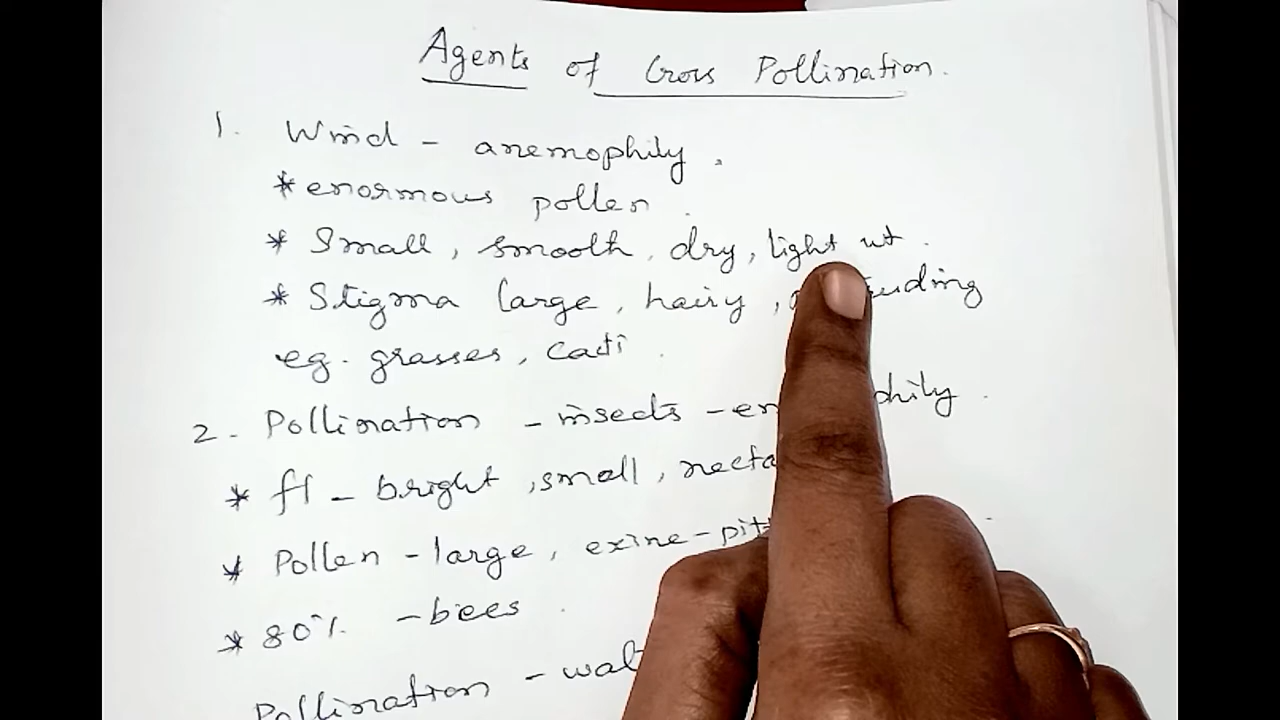 Agents of Cross Pollination.
1. Wind - anemophily.
* enormous pollen.
* Small, smooth, dry, light wt.
* Stigma large, hairy,
eg. grasses, Cacti.
2. Pollination - insects -
* fl - bright, small,
* Pollen - large, exine -
* 80% - bees.
Pollination -